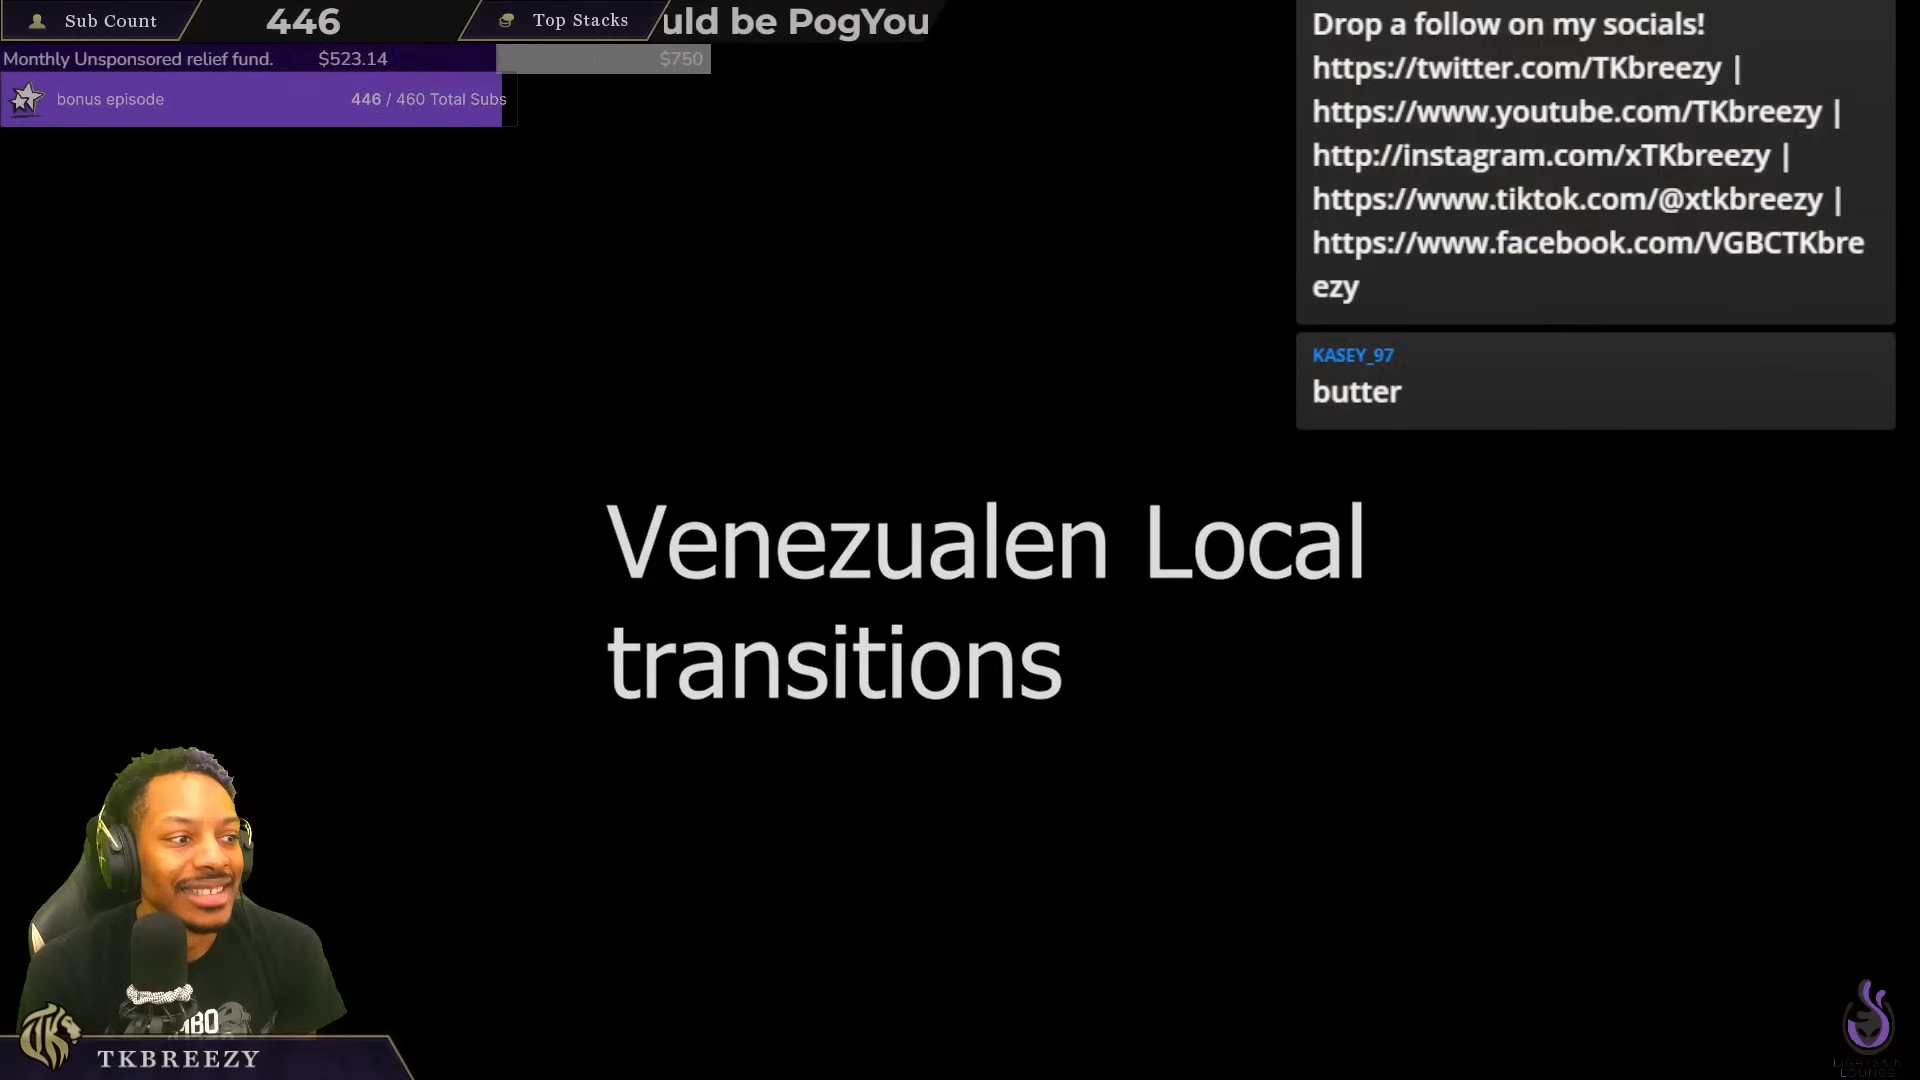 Sub Count
446
Top Stacks
uld be PogYou
Monthly Unsponsored relief fund.
$523.14
$750
bonus episode
446 / 460 Total Subs
Drop a follow on my socials!
https://twitter.com/TKbreezy |
https://www.youtube.com/TKbreezy |
http://instagram.com/xTKbreezy |
https://www.tiktok.com/@xtkbreezy |
https://www.facebook.com/VGBCTKbre
ezy
KASEY_97
butter
Venezualen Local
transitions
TK
TKBREEZY
LOUNGE